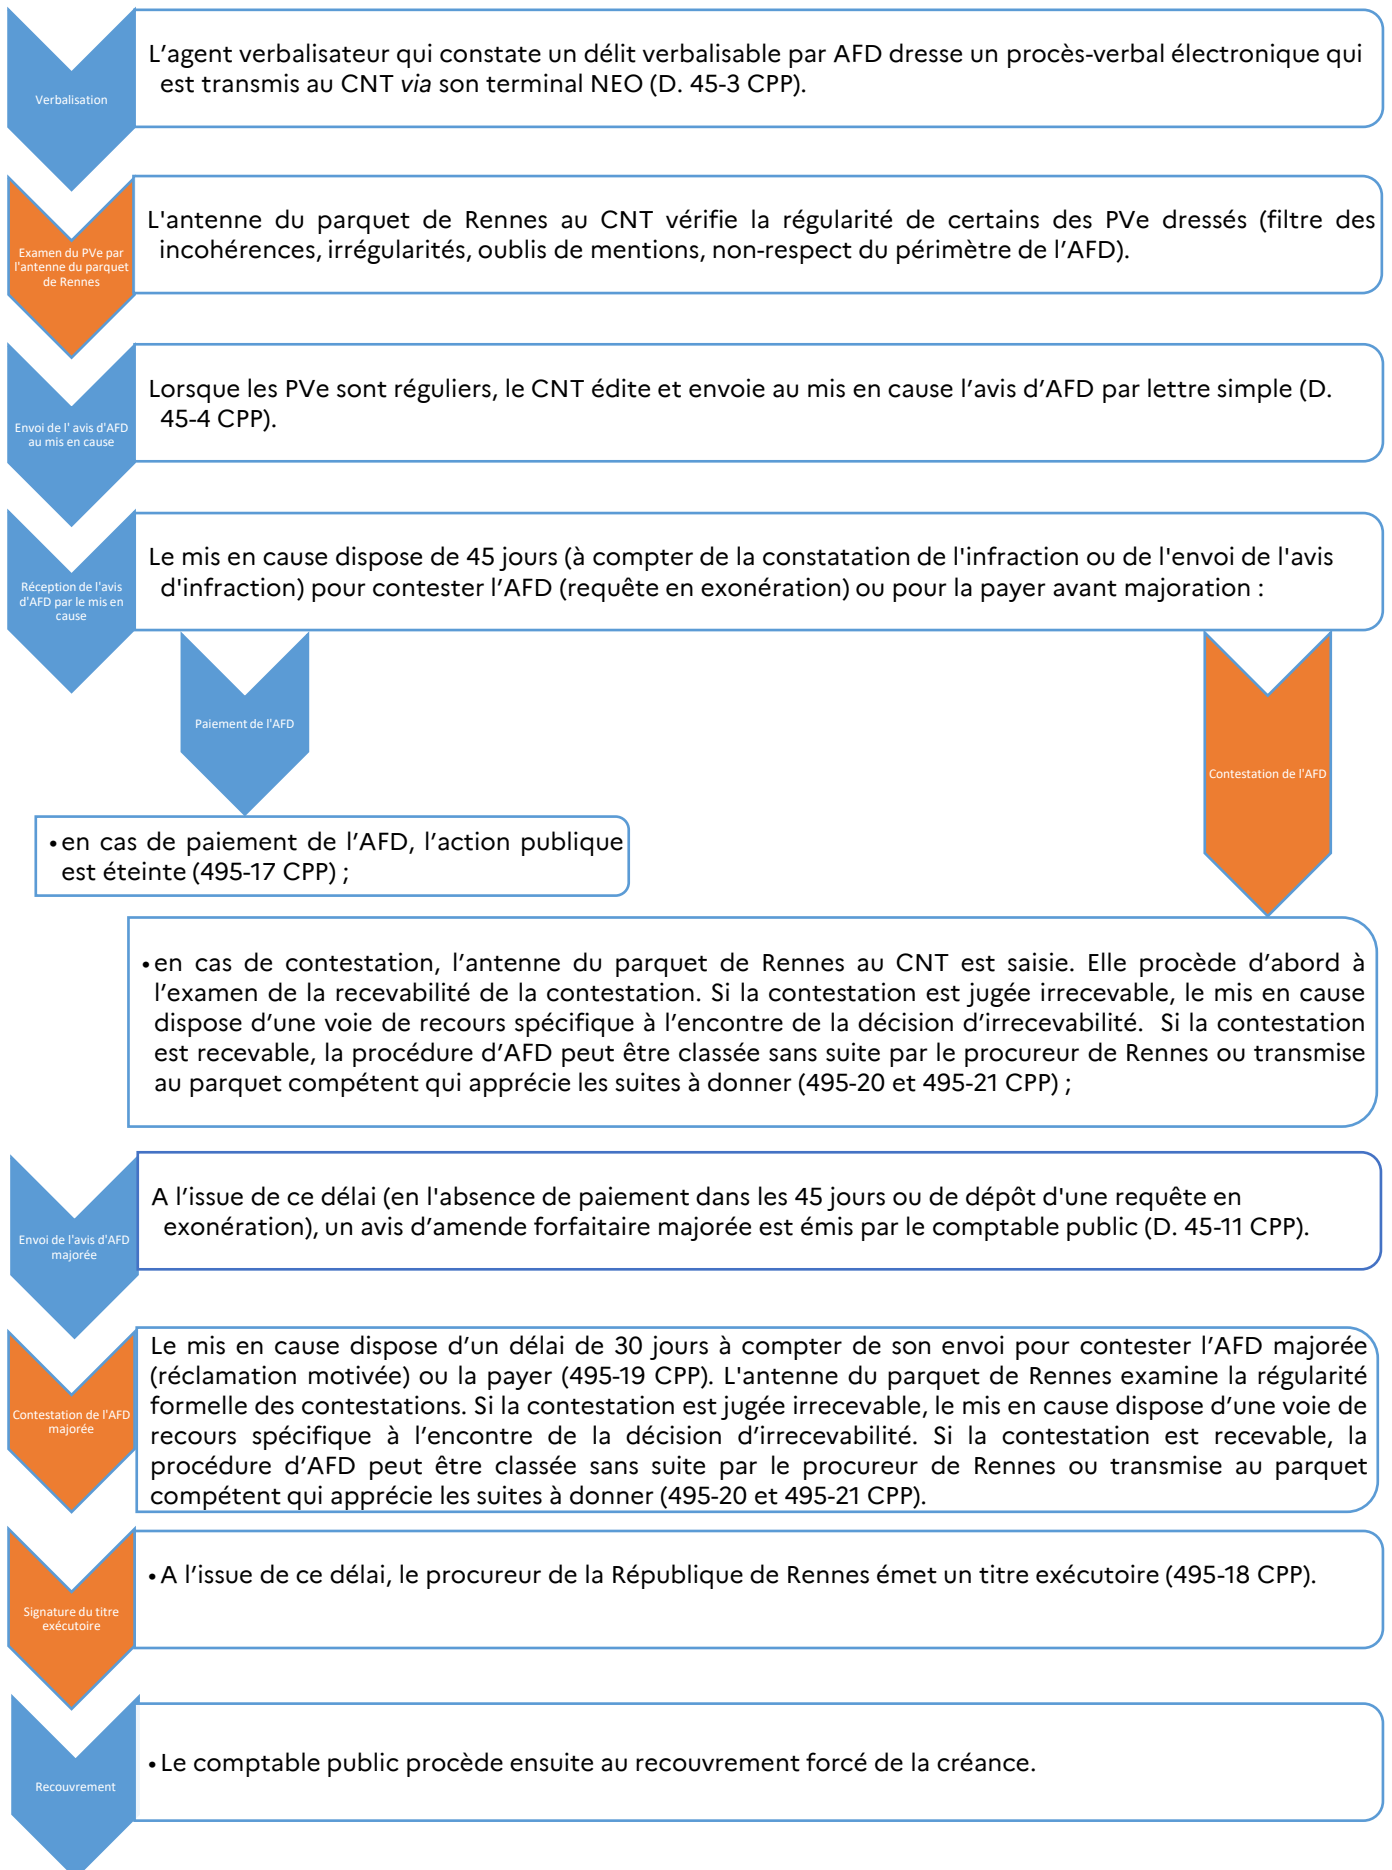 Verbalisation
L’agent verbalisateur qui constate un délit verbalisable par AFD dresse un procès-verbal électronique qui
est transmis au CNT via son terminal NEO (D. 45-3 CPP).
Examen du PVe par
l'antenne du parquet
de Rennes
L'antenne du parquet de Rennes au CNT vérifie la régularité de certains des PVe dressés (filtre des
incohérences, irrégularités, oublis de mentions, non-respect du périmètre de l’AFD).
Envoi de l' avis d'AFD
au mis en cause
Lorsque les PVe sont réguliers, le CNT édite et envoie au mis en cause l’avis d’AFD par lettre simple (D.
45-4 CPP).
Réception de l'avis
d'AFD par le mis en
cause
Le mis en cause dispose de 45 jours (à compter de la constatation de l'infraction ou de l'envoi de l'avis
d'infraction) pour contester l’AFD (requête en exonération) ou pour la payer avant majoration :
Paiement de l'AFD
Contestation de l'AFD
• en cas de paiement de l’AFD, l’action publique
est éteinte (495-17 CPP) ;
• en cas de contestation, l’antenne du parquet de Rennes au CNT est saisie. Elle procède d’abord à
l’examen de la recevabilité de la contestation. Si la contestation est jugée irrecevable, le mis en cause
dispose d’une voie de recours spécifique à l’encontre de la décision d’irrecevabilité. Si la contestation
est recevable, la procédure d’AFD peut être classée sans suite par le procureur de Rennes ou transmise
au parquet compétent qui apprécie les suites à donner (495-20 et 495-21 CPP) ;
Envoi de l'avis d'AFD
majorée
A l’issue de ce délai (en l'absence de paiement dans les 45 jours ou de dépôt d'une requête en
exonération), un avis d’amende forfaitaire majorée est émis par le comptable public (D. 45-11 CPP).
Contestation de l'AFD
majorée
Le mis en cause dispose d’un délai de 30 jours à compter de son envoi pour contester l’AFD majorée
(réclamation motivée) ou la payer (495-19 CPP). L'antenne du parquet de Rennes examine la régularité
formelle des contestations. Si la contestation est jugée irrecevable, le mis en cause dispose d’une voie de
recours spécifique à l’encontre de la décision d’irrecevabilité. Si la contestation est recevable, la
procédure d’AFD peut être classée sans suite par le procureur de Rennes ou transmise au parquet
compétent qui apprécie les suites à donner (495-20 et 495-21 CPP).
Signature du titre
exécutoire
• A l’issue de ce délai, le procureur de la République de Rennes émet un titre exécutoire (495-18 CPP).
Recouvrement
• Le comptable public procède ensuite au recouvrement forcé de la créance.